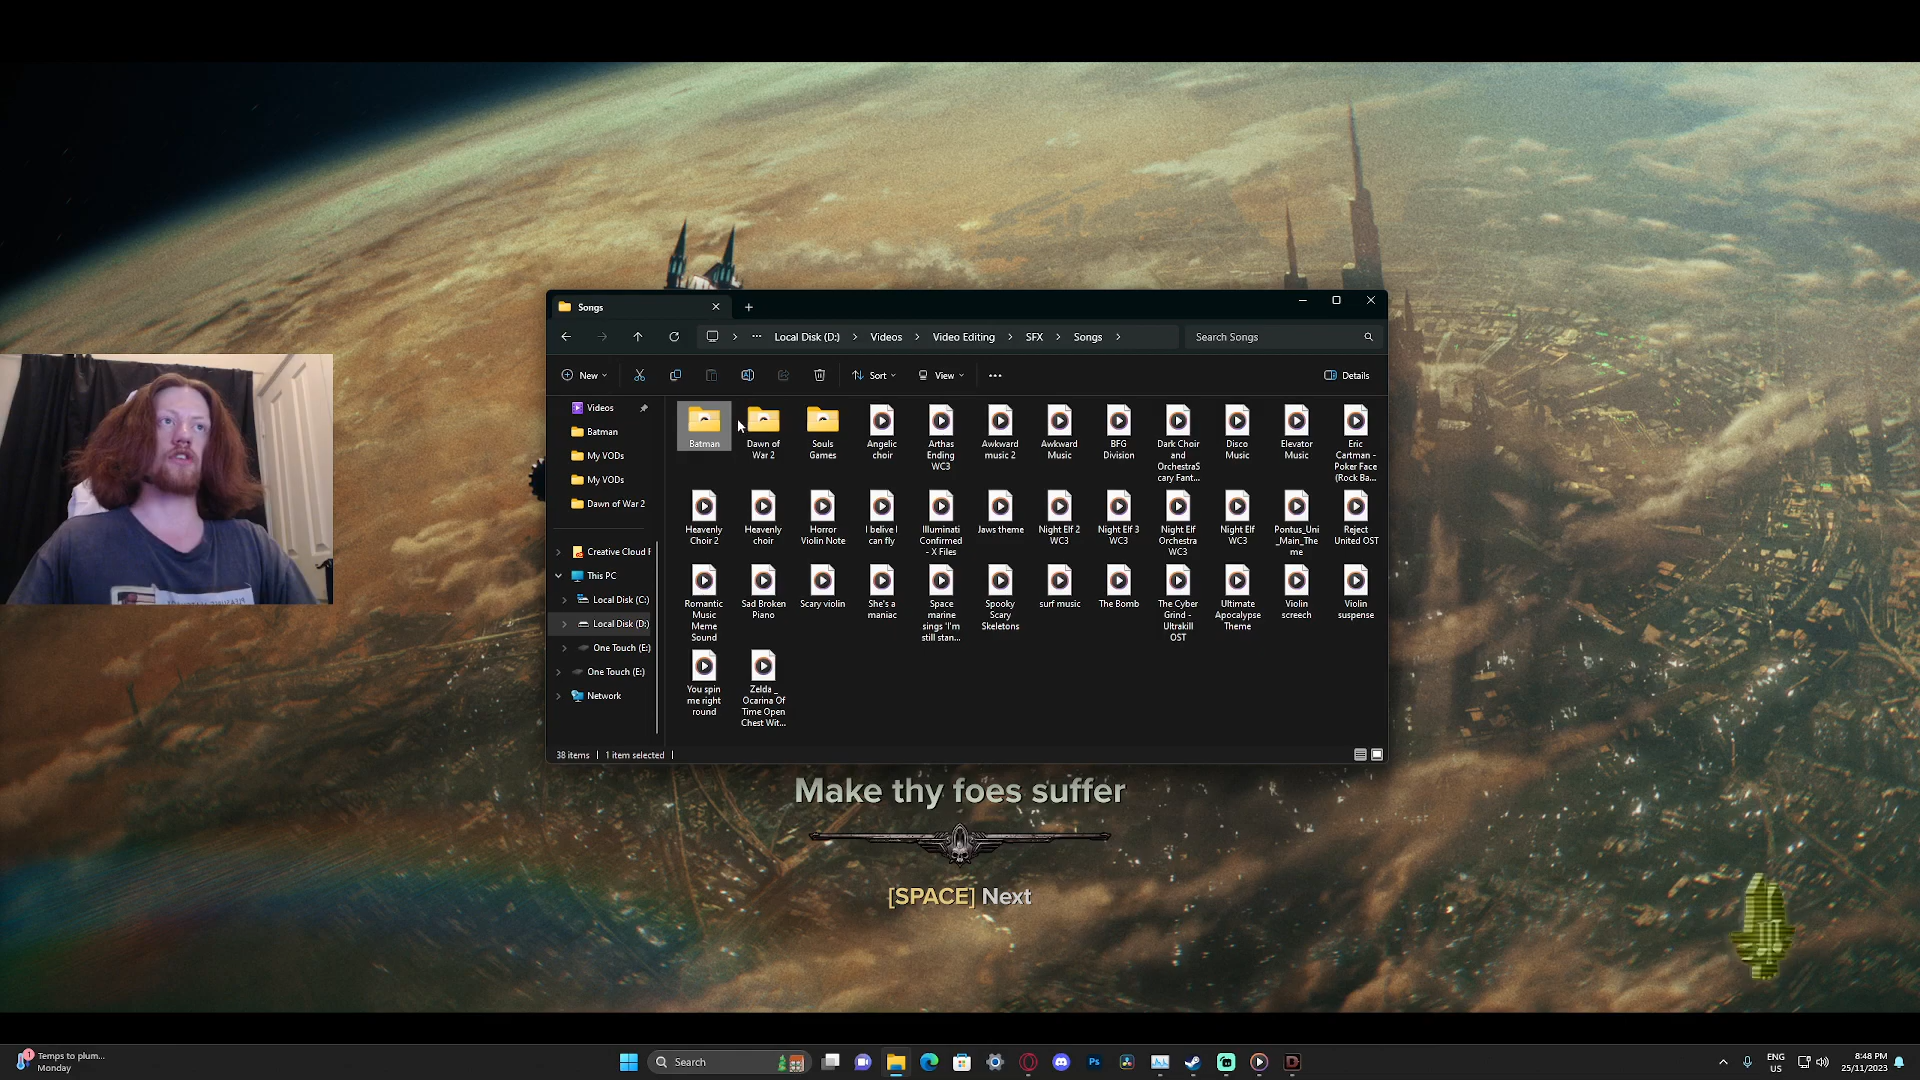 Songs
Local Disk (D:)
Videos
Video Editing
SFX
Songs
Search Songs
New
Sort
View
Details
Videos
Batman
My VODs
My VODs
Dawn of War 2
Creative Cloud F
This PC
Local Disk (C:)
Local Disk (D:)
One Touch (E:)
One Touch (E:)
Network
Batman
Dawn of
War 2
Souls
Games
Angelic
choir
Arthas
Ending
WC3
Awkward
music 2
Awkward
Music
BFG
Division
Dark Choir
and
OrchestraS
cary Fant...
Disco
Music
Elevator
Music
Eric
Cartman -
Poker Face
(Rock Ba...
Heavenly
Choir 2
Heavenly
choir
Horror
Violin Note
I belive I
can fly
Illuminati
Confirmed
- X Files
Jaws theme
Night Elf 2
WC3
Night Elf 3
WC3
Night Elf
Orchestra
WC3
Night Elf
WC3
Pontus_Uni
_Main_The
me
Reject
United OST
Romantic
Music
Meme
Sound
Sad Broken
Piano
Scary violin
She's a
maniac
Space
marine
sings 'I'm
still stan...
Spooky
Scary
Skeletons
surf music
The Bomb
The Cyber
Grind -
Ultrakill
OST
Ultimate
Apocalypse
Theme
Violin
screech
Violin
suspense
You spin
me right
round
Zelda _
Ocarina Of
Time Open
Chest Wit...
38 items
1 item selected
Make thy foes suffer
[SPACE] Next
1
Temps to plum...
Monday
Search
Ps
ENG
US
8:48 PM
25/11/2023